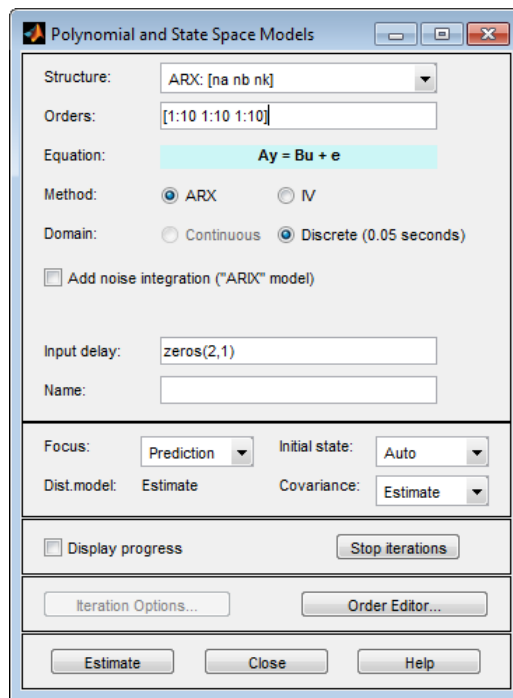 Polynomial and State Space Models
Structure: ARX: [na nb nk]
Orders: [1:10 1:10 1:10]
Equation: Ay = Bu + e
Method: ARX IV
Domain: Continuous Discrete (0.05 seconds)
Add noise integration ("ARIX" model)
Input delay: zeros(2,1)
Name:
Focus: Prediction Initial state: Auto
Dist.model: Estimate Covariance: Estimate
Display progress Stop iterations
Iteration Options... Order Editor...
Estimate Close Help